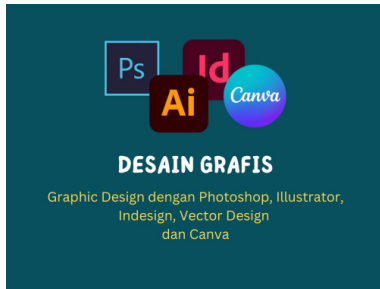 Ps
Id
Ai
Canva
DESAIN GRAFIS
Graphic Design dengan Photoshop, Illustrator,
Indesign, Vector Design
dan Canva